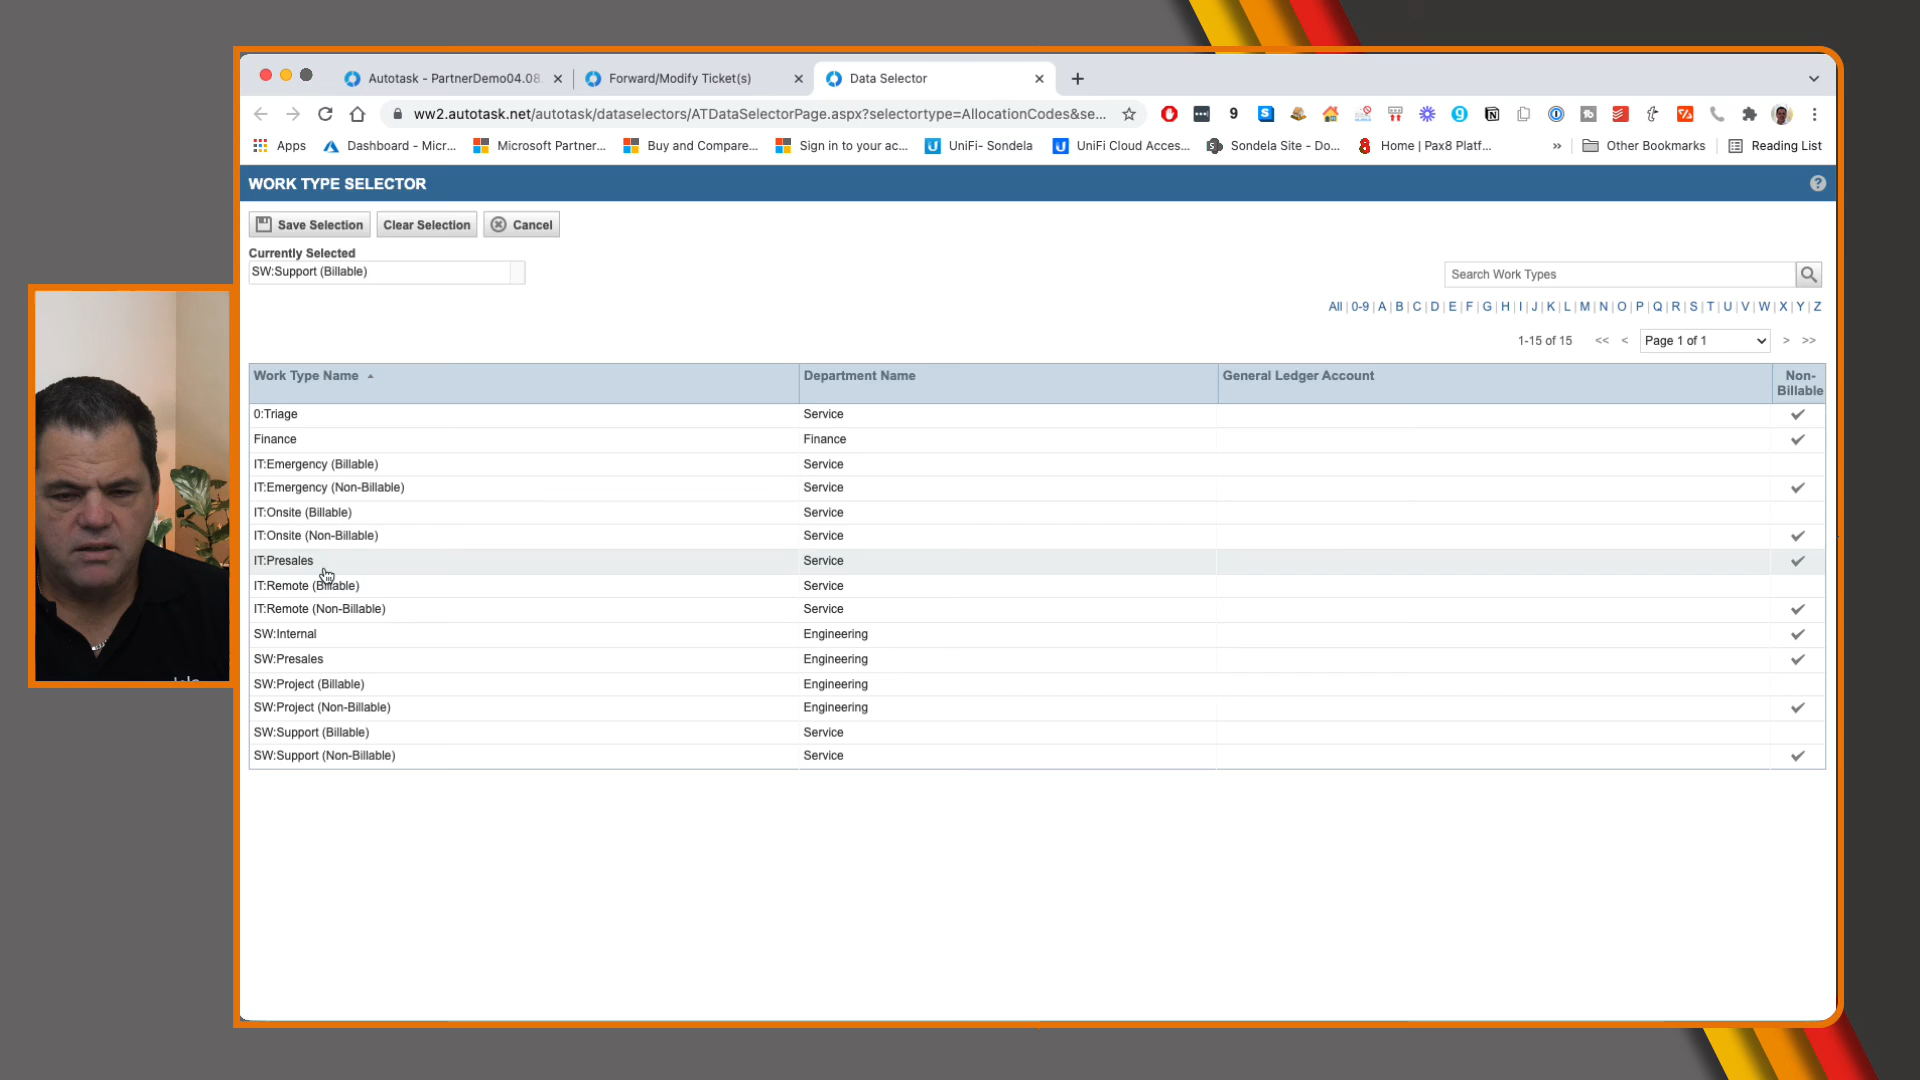 Autotask - PartnerDemo04.08.
Forward/Modify Ticket(s)
Data Selector
ww2.autotask.net/autotask/dataselectors/ATDataSelectorPage.aspx?selectortype=AllocationCodes&se...
Apps
Dashboard - Micr...
Microsoft Partner...
Buy and Compare...
Sign in to your ac...
UniFi- Sondela
UniFi Cloud Acces...
Sondela Site - Do...
Home | Pax8 Platf...
»
Other Bookmarks
Reading List
WORK TYPE SELECTOR
Save Selection
Clear Selection
Cancel
Currently Selected
SW:Support (Billable)
Search Work Types
All | 0-9 | A | B | C | D | E | F | G | H | I | J | K | L | M | N | O | P | Q | R | S | T | U | V | W | X | Y | Z
1-15 of 15 << < Page 1 of 1 > >>
Work Type Name Department Name General Ledger Account Non-Billable
0:Triage Service
Finance Finance
IT:Emergency (Billable) Service
IT:Emergency (Non-Billable) Service
IT:Onsite (Billable) Service
IT:Onsite (Non-Billable) Service
IT:Presales Service
IT:Remote (Billable) Service
IT:Remote (Non-Billable) Service
SW:Internal Engineering
SW:Presales Engineering
SW:Project (Billable) Engineering
SW:Project (Non-Billable) Engineering
SW:Support (Billable) Service
SW:Support (Non-Billable) Service